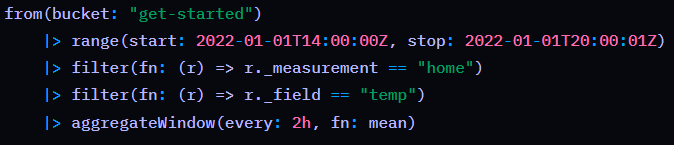 from(bucket: "get-started")
    |> range(start: 2022-01-01T14:00:00Z, stop: 2022-01-01T20:00:01Z)
    |> filter(fn: (r) => r._measurement == "home")
    |> filter(fn: (r) => r._field == "temp")
    |> aggregateWindow(every: 2h, fn: mean)